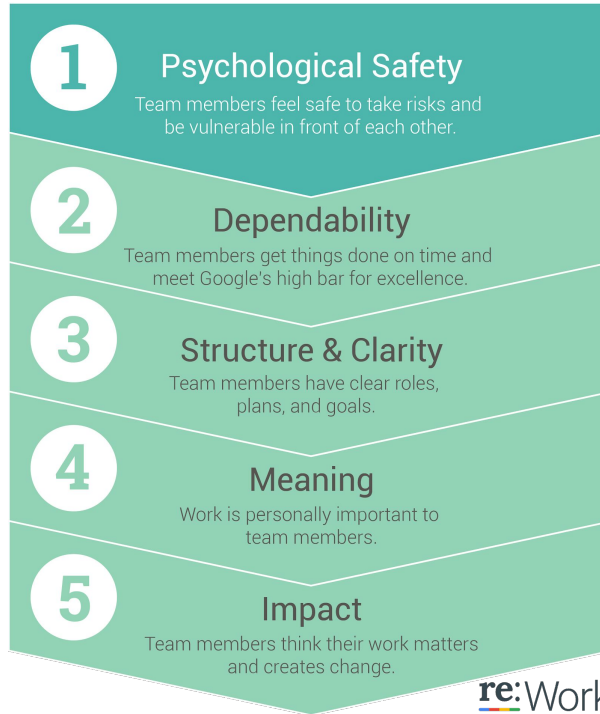 1
Psychological Safety
Team members feel safe to take risks and
be vulnerable in front of each other.
2
Dependability
Team members get things done on time and
meet Google's high bar for excellence.
3
Structure & Clarity
Team members have clear roles,
plans, and goals.
4
Meaning
Work is personally important to
team members.
5
Impact
Team members think their work matters
and creates change.
re:Work